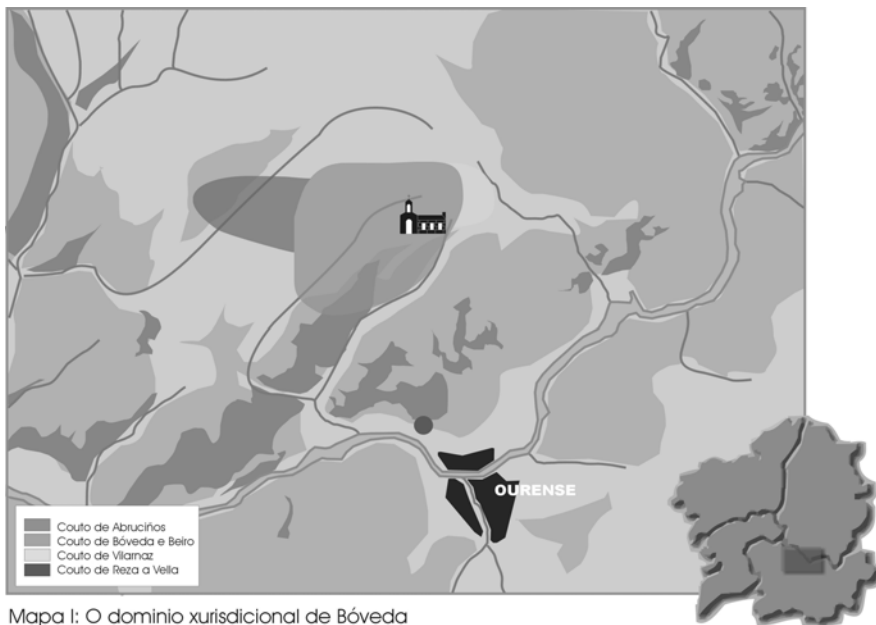 OURENSE
Couto de Abruciños
Couto de Bóveda e Beiro
Couto de Vilarnaz
Couto de Reza a Vella
Mapa I: O dominio xurisdicional de Bóveda